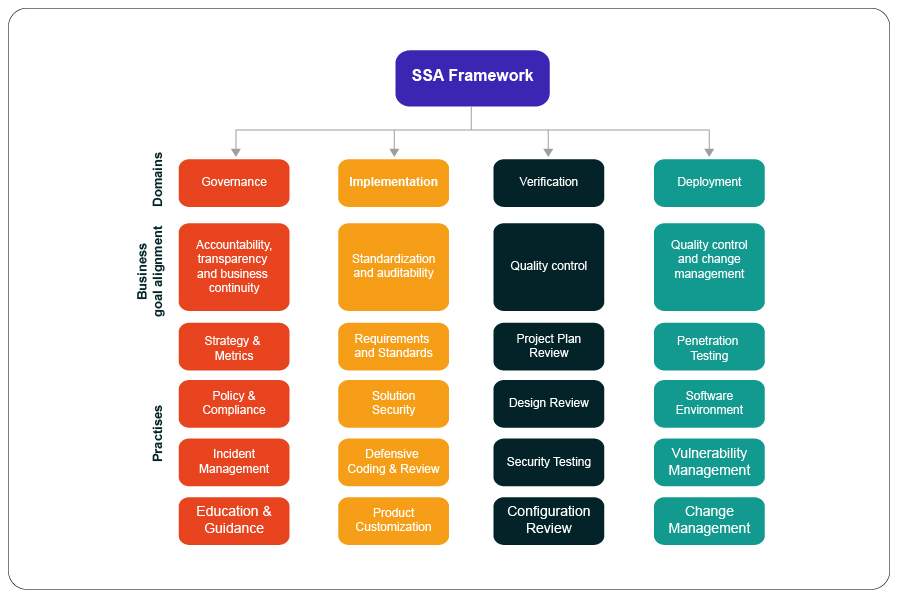 SSA Framework
Domains
Governance
Implementation
Verification
Deployment
Business
goal alignment
Accountability,
transparency
and business
continuity
Standardization
and auditability
Quality control
Quality control
and change
management
Practises
Strategy &
Metrics
Requirements
and Standards
Project Plan
Review
Penetration
Testing
Policy &
Compliance
Solution
Security
Design Review
Software
Environment
Incident
Management
Defensive
Coding & Review
Security Testing
Vulnerability
Management
Education &
Guidance
Product
Customization
Configuration
Review
Change
Management